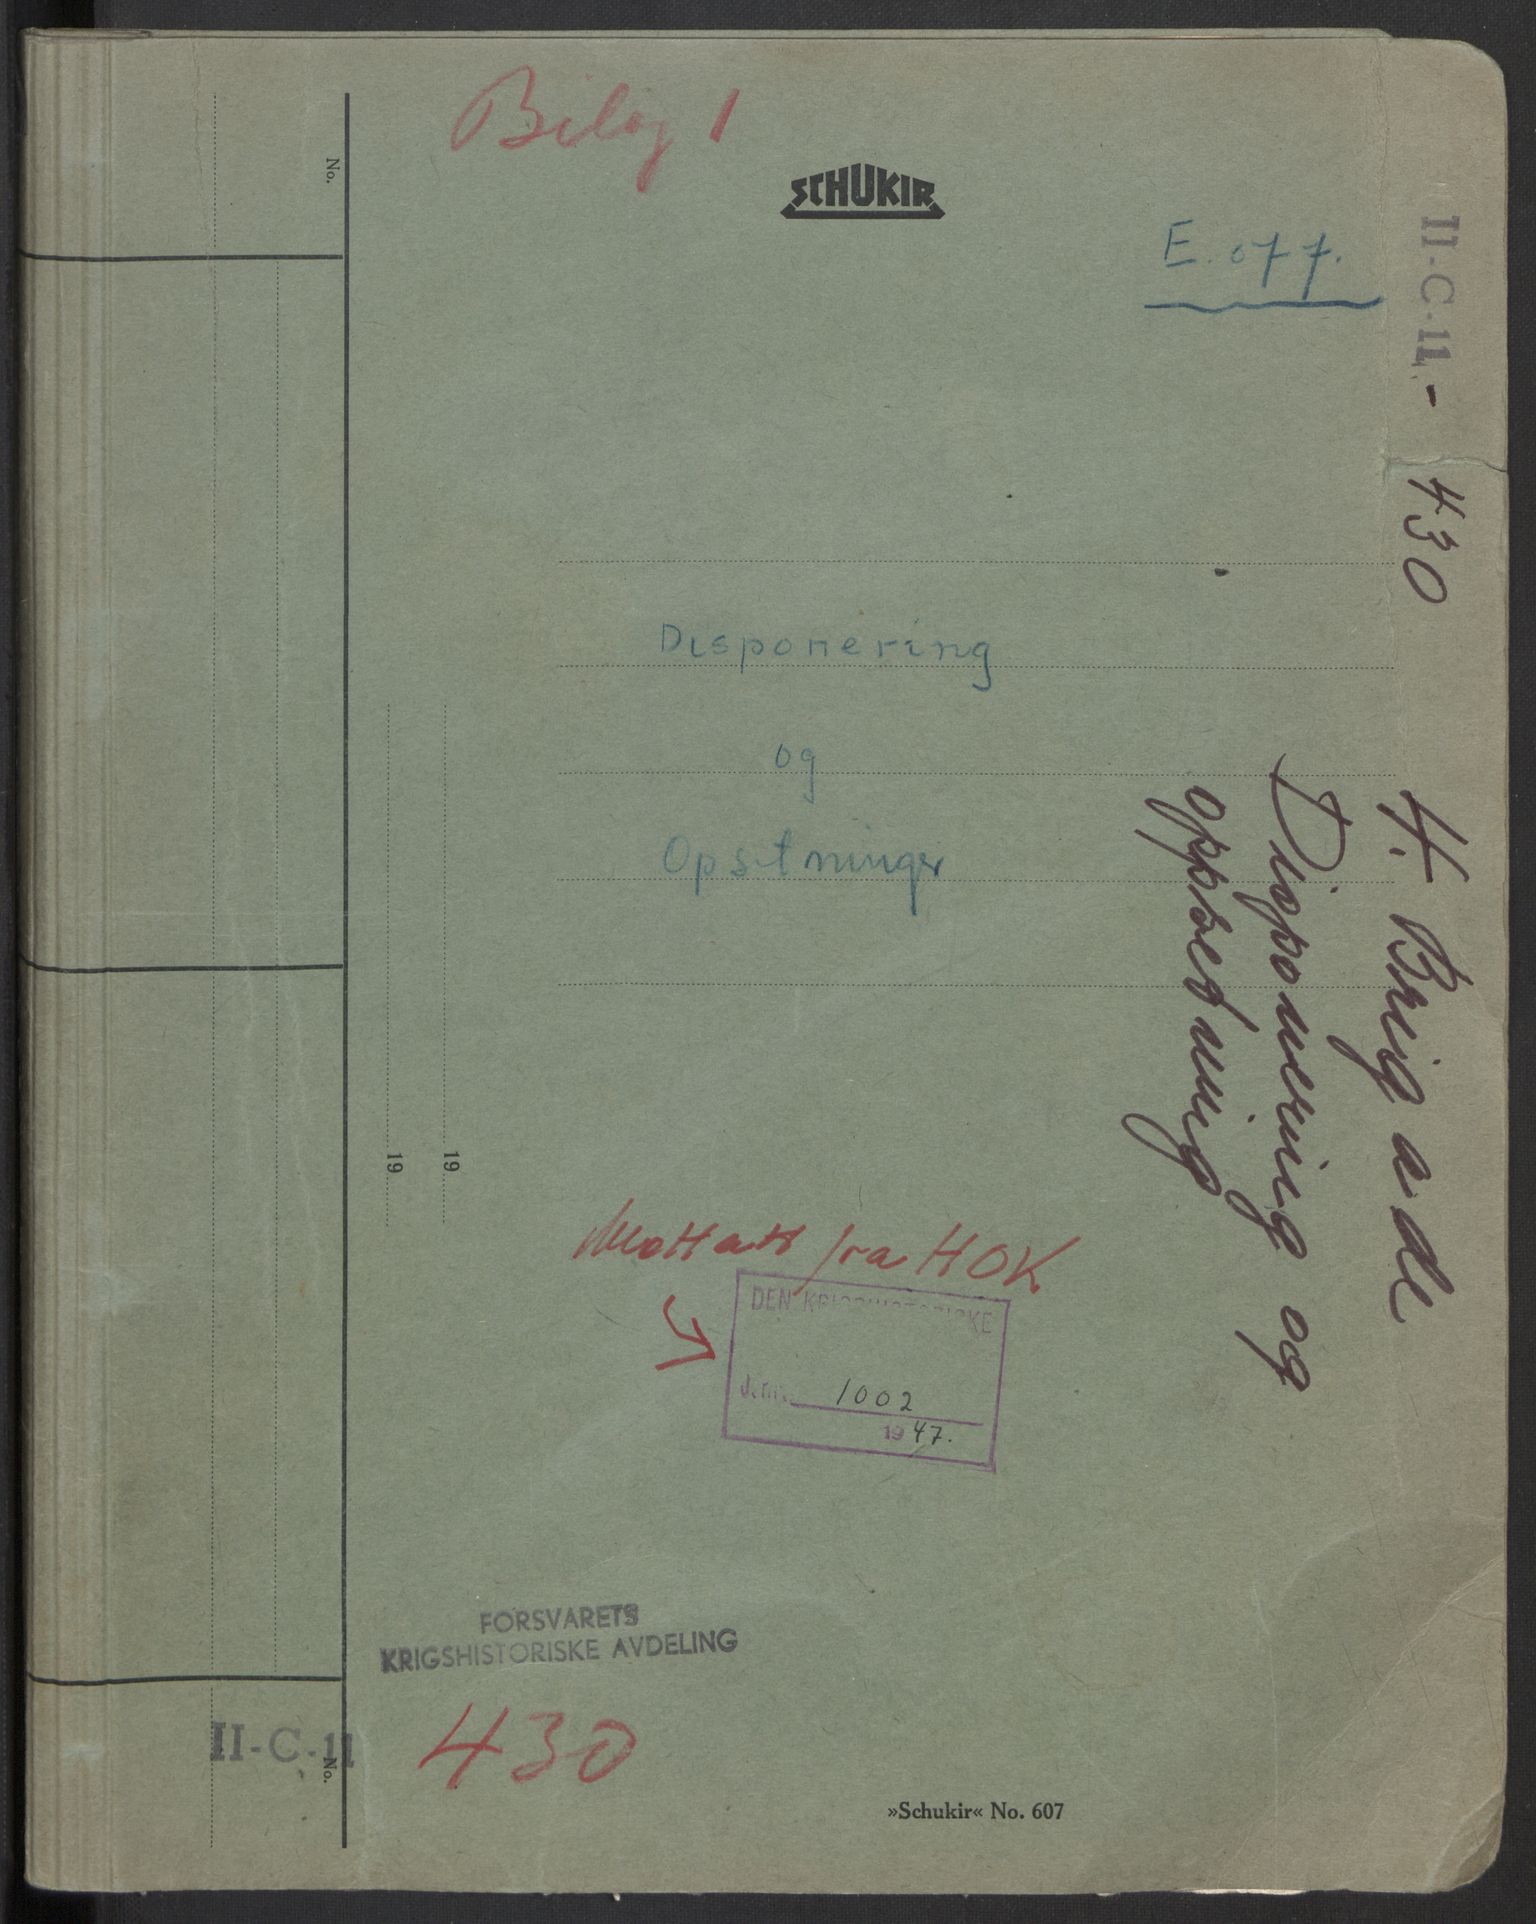 Bilag 1
No.
SCHUKIR
E. 077.
II-C-11 - 430
Disponering
og
Opsetninger
4. Brigade
Disponering og
oppsetning
19
19
Mottatt fra HOK
DEN KRIGSHISTORISKE
J.nr. 1002
1947.
FORSVARETS
KRIGSHISTORISKE AVDELING
II-C-11
No.
430
»Schukir« No. 607